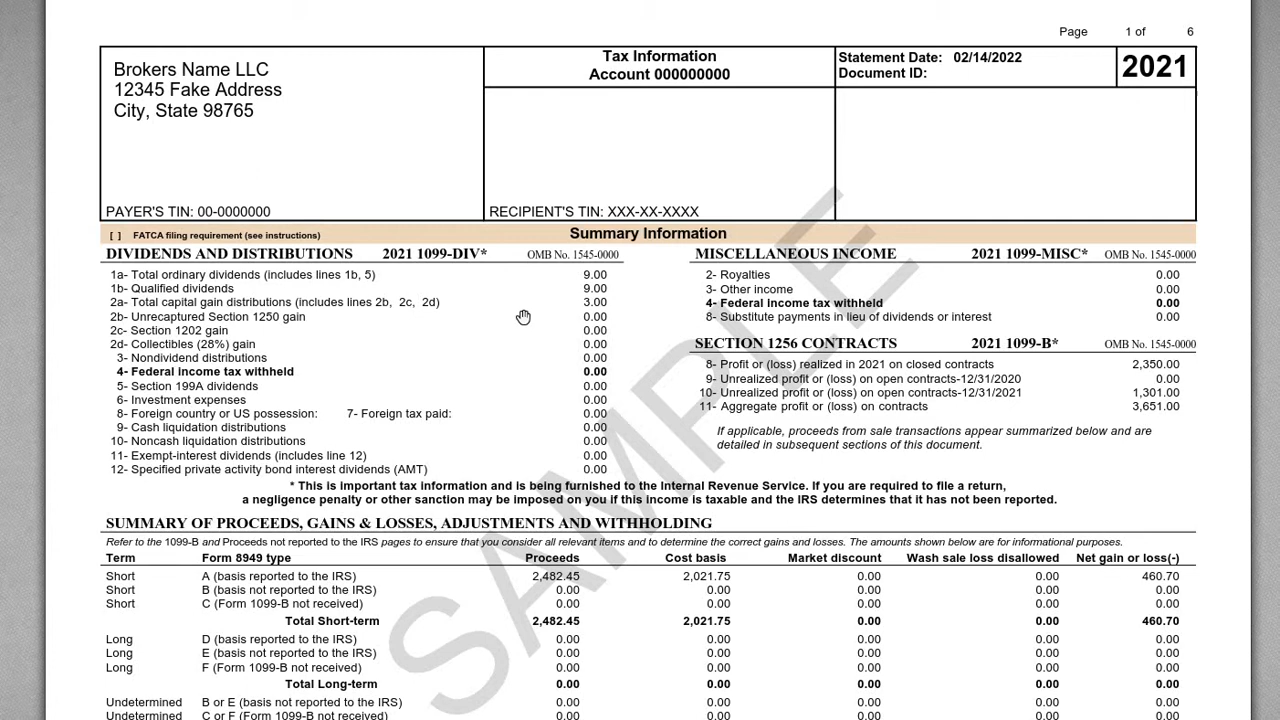 Page 1 of 6
Brokers Name LLC
12345 Fake Address
City, State 98765
PAYER'S TIN: 00-0000000
Tax Information
Account 000000000
RECIPIENT'S TIN: XXX-XX-XXXX
Statement Date: 02/14/2022
Document ID:
2021
[ ] FATCA filing requirement (see instructions)
Summary Information
DIVIDENDS AND DISTRIBUTIONS 2021 1099-DIV* OMB No. 1545-0000
1a- Total ordinary dividends (includes lines 1b, 5) 9.00
1b- Qualified dividends 9.00
2a- Total capital gain distributions (includes lines 2b, 2c, 2d) 3.00
2b- Unrecaptured Section 1250 gain 0.00
2c- Section 1202 gain 0.00
2d- Collectibles (28%) gain 0.00
3- Nondividend distributions 0.00
4- Federal income tax withheld 0.00
5- Section 199A dividends 0.00
6- Investment expenses 0.00
8- Foreign country or US possession: 7- Foreign tax paid: 0.00
9- Cash liquidation distributions 0.00
10- Noncash liquidation distributions 0.00
11- Exempt-interest dividends (includes line 12) 0.00
12- Specified private activity bond interest dividends (AMT) 0.00
MISCELLANEOUS INCOME 2021 1099-MISC* OMB No. 1545-0000
2- Royalties 0.00
3- Other income 0.00
4- Federal income tax withheld 0.00
8- Substitute payments in lieu of dividends or interest 0.00
SECTION 1256 CONTRACTS 2021 1099-B* OMB No. 1545-0000
8- Profit or (loss) realized in 2021 on closed contracts 2,350.00
9- Unrealized profit or (loss) on open contracts-12/31/2020 0.00
10- Unrealized profit or (loss) on open contracts-12/31/2021 1,301.00
11- Aggregate profit or (loss) on contracts 3,651.00
If applicable, proceeds from sale transactions appear summarized below and are
detailed in subsequent sections of this document.
* This is important tax information and is being furnished to the Internal Revenue Service. If you are required to file a return,
a negligence penalty or other sanction may be imposed on you if this income is taxable and the IRS determines that it has not been reported.
SUMMARY OF PROCEEDS, GAINS & LOSSES, ADJUSTMENTS AND WITHHOLDING
Refer to the 1099-B and Proceeds not reported to the IRS pages to ensure that you consider all relevant items and to determine the correct gains and losses. The amounts shown below are for informational purposes.
Term Form 8949 type Proceeds Cost basis Market discount Wash sale loss disallowed Net gain or loss(-)
Short A (basis reported to the IRS) 2,482.45 2,021.75 0.00 0.00 460.70
Short B (basis not reported to the IRS) 0.00 0.00 0.00 0.00 0.00
Short C (Form 1099-B not received) 0.00 0.00 0.00 0.00 0.00
Total Short-term 2,482.45 2,021.75 0.00 0.00 460.70
Long D (basis reported to the IRS) 0.00 0.00 0.00 0.00 0.00
Long E (basis not reported to the IRS) 0.00 0.00 0.00 0.00 0.00
Long F (Form 1099-B not received) 0.00 0.00 0.00 0.00 0.00
Total Long-term 0.00 0.00 0.00 0.00 0.00
Undetermined B or E (basis not reported to the IRS) 0.00 0.00 0.00 0.00 0.00
Undetermined C or F (Form 1099-B not received) 0.00 0.00 0.00 0.00 0.00
SAMPLE